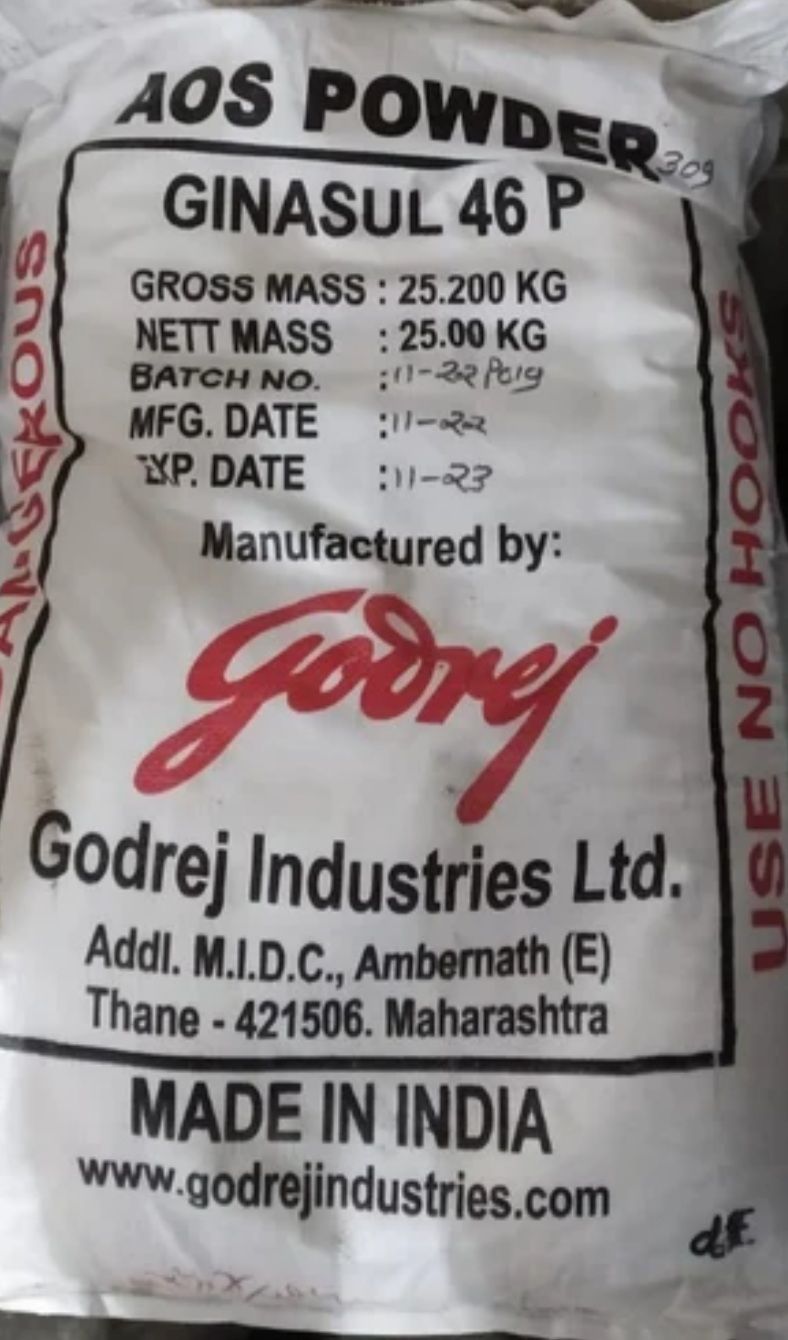 AOS POWDER
309
GINASUL 46 P
GROSS MASS : 25.200 KG
NETT MASS : 25.00 KG
BATCH NO. : 11-22 P019
MFG. DATE : 11-22
EXP. DATE : 11-23
Manufactured by:
Godrej
Godrej Industries Ltd.
Addl. M.I.D.C., Ambernath (E)
Thane - 421506. Maharashtra
MADE IN INDIA
www.godrejindustries.com
USE NO HOOKS